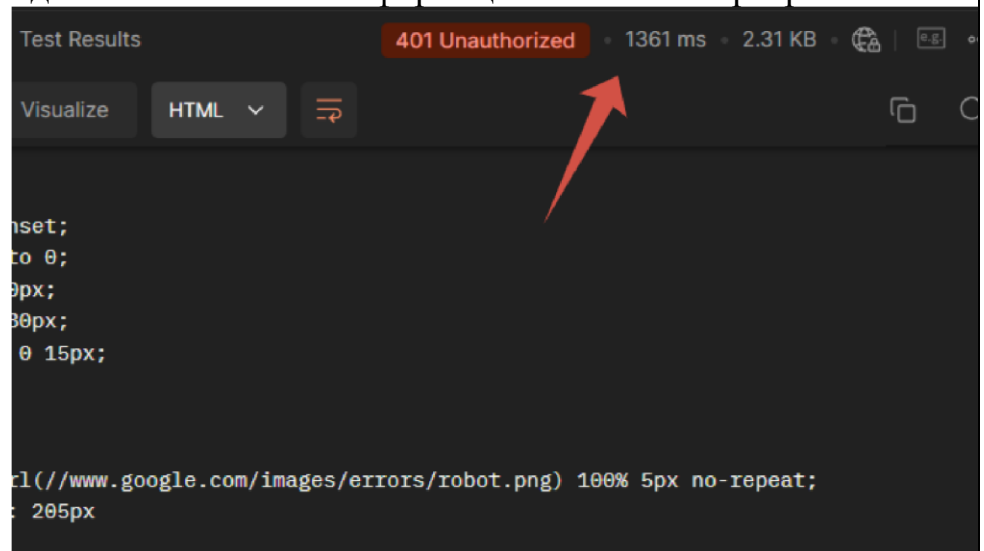 Test Results 401 Unauthorized • 1361 ms • 2.31 KB • e.g.
Visualize HTML
nset;
to 0;
0px;
30px;
0 15px;
rl(//www.google.com/images/errors/robot.png) 100% 5px no-repeat;
: 205px